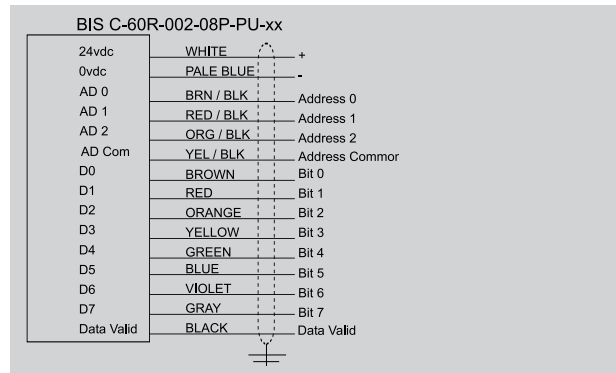 BIS C-60R-002-08P-PU-xx
24vdc WHITE +
0vdc PALE BLUE -
AD 0 BRN / BLK Address 0
AD 1 RED / BLK Address 1
AD 2 ORG / BLK Address 2
AD Com YEL / BLK Address Commor
D0 BROWN Bit 0
D1 RED Bit 1
D2 ORANGE Bit 2
D3 YELLOW Bit 3
D4 GREEN Bit 4
D5 BLUE Bit 5
D6 VIOLET Bit 6
D7 GRAY Bit 7
Data Valid BLACK Data Valid